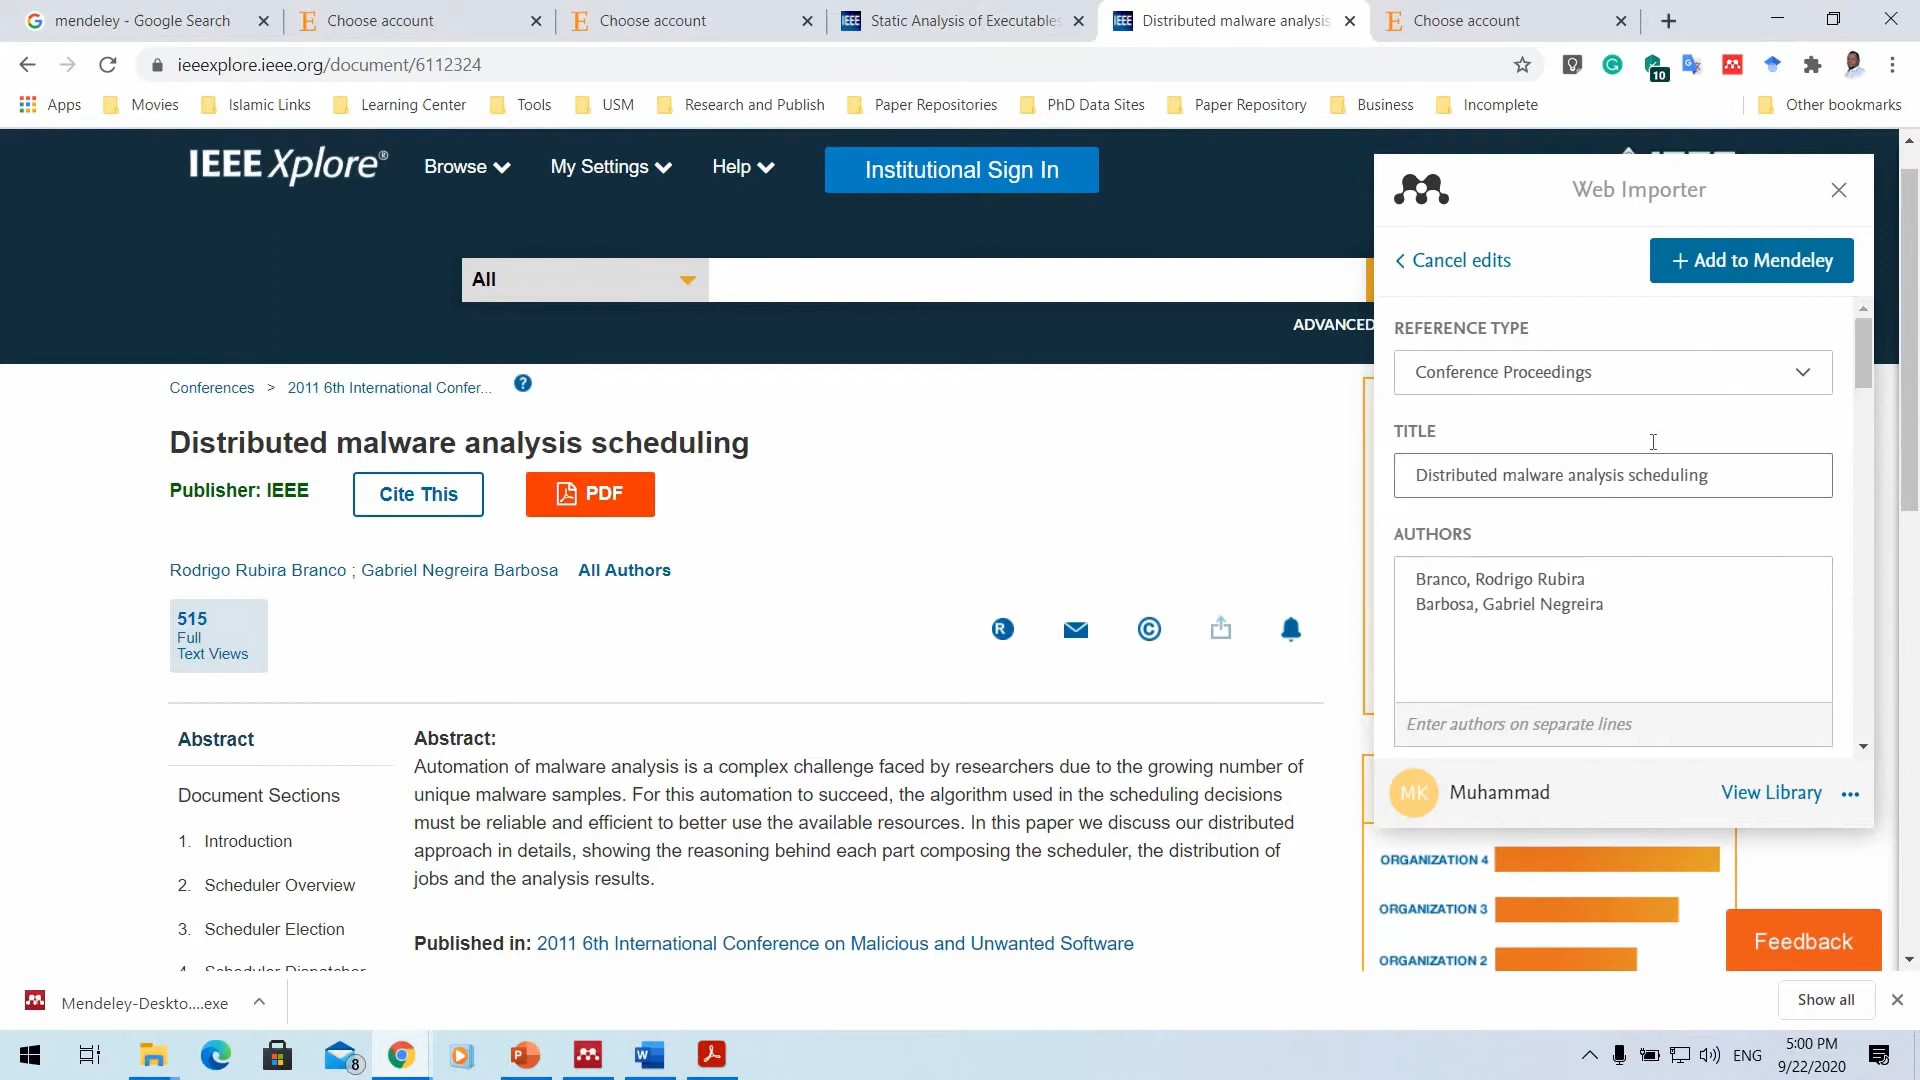 mendeley - Google Search
Choose account
Choose account
Static Analysis of Executables
Distributed malware analysis
Choose account
ieeexplore.ieee.org/document/6112324
10
Apps
Movies
Islamic Links
Learning Center
Tools
USM
Research and Publish
Paper Repositories
PhD Data Sites
Paper Repository
Business
Incomplete
Other bookmarks
IEEE Xplore®
Browse
My Settings
Help
Institutional Sign In
All
ADVANCED
Conferences > 2011 6th International Confer...
Distributed malware analysis scheduling
Publisher: IEEE
Cite This
PDF
Rodrigo Rubira Branco ; Gabriel Negreira Barbosa All Authors
515
Full
Text Views
Abstract
Document Sections
1. Introduction
2. Scheduler Overview
3. Scheduler Election
4. Scheduler Dispatcher
Abstract:
Automation of malware analysis is a complex challenge faced by researchers due to the growing number of
unique malware samples. For this automation to succeed, the algorithm used in the scheduling decisions
must be reliable and efficient to better use the available resources. In this paper we discuss our distributed
approach in details, showing the reasoning behind each part composing the scheduler, the distribution of
jobs and the analysis results.
Published in: 2011 6th International Conference on Malicious and Unwanted Software
Web Importer
Cancel edits
+ Add to Mendeley
REFERENCE TYPE
Conference Proceedings
TITLE
Distributed malware analysis scheduling
AUTHORS
Branco, Rodrigo Rubira
Barbosa, Gabriel Negreira
Enter authors on separate lines
MK
Muhammad
View Library
ORGANIZATION 4
ORGANIZATION 3
ORGANIZATION 2
Feedback
Mendeley-Deskto....exe
Show all
8
ENG
5:00 PM
9/22/2020